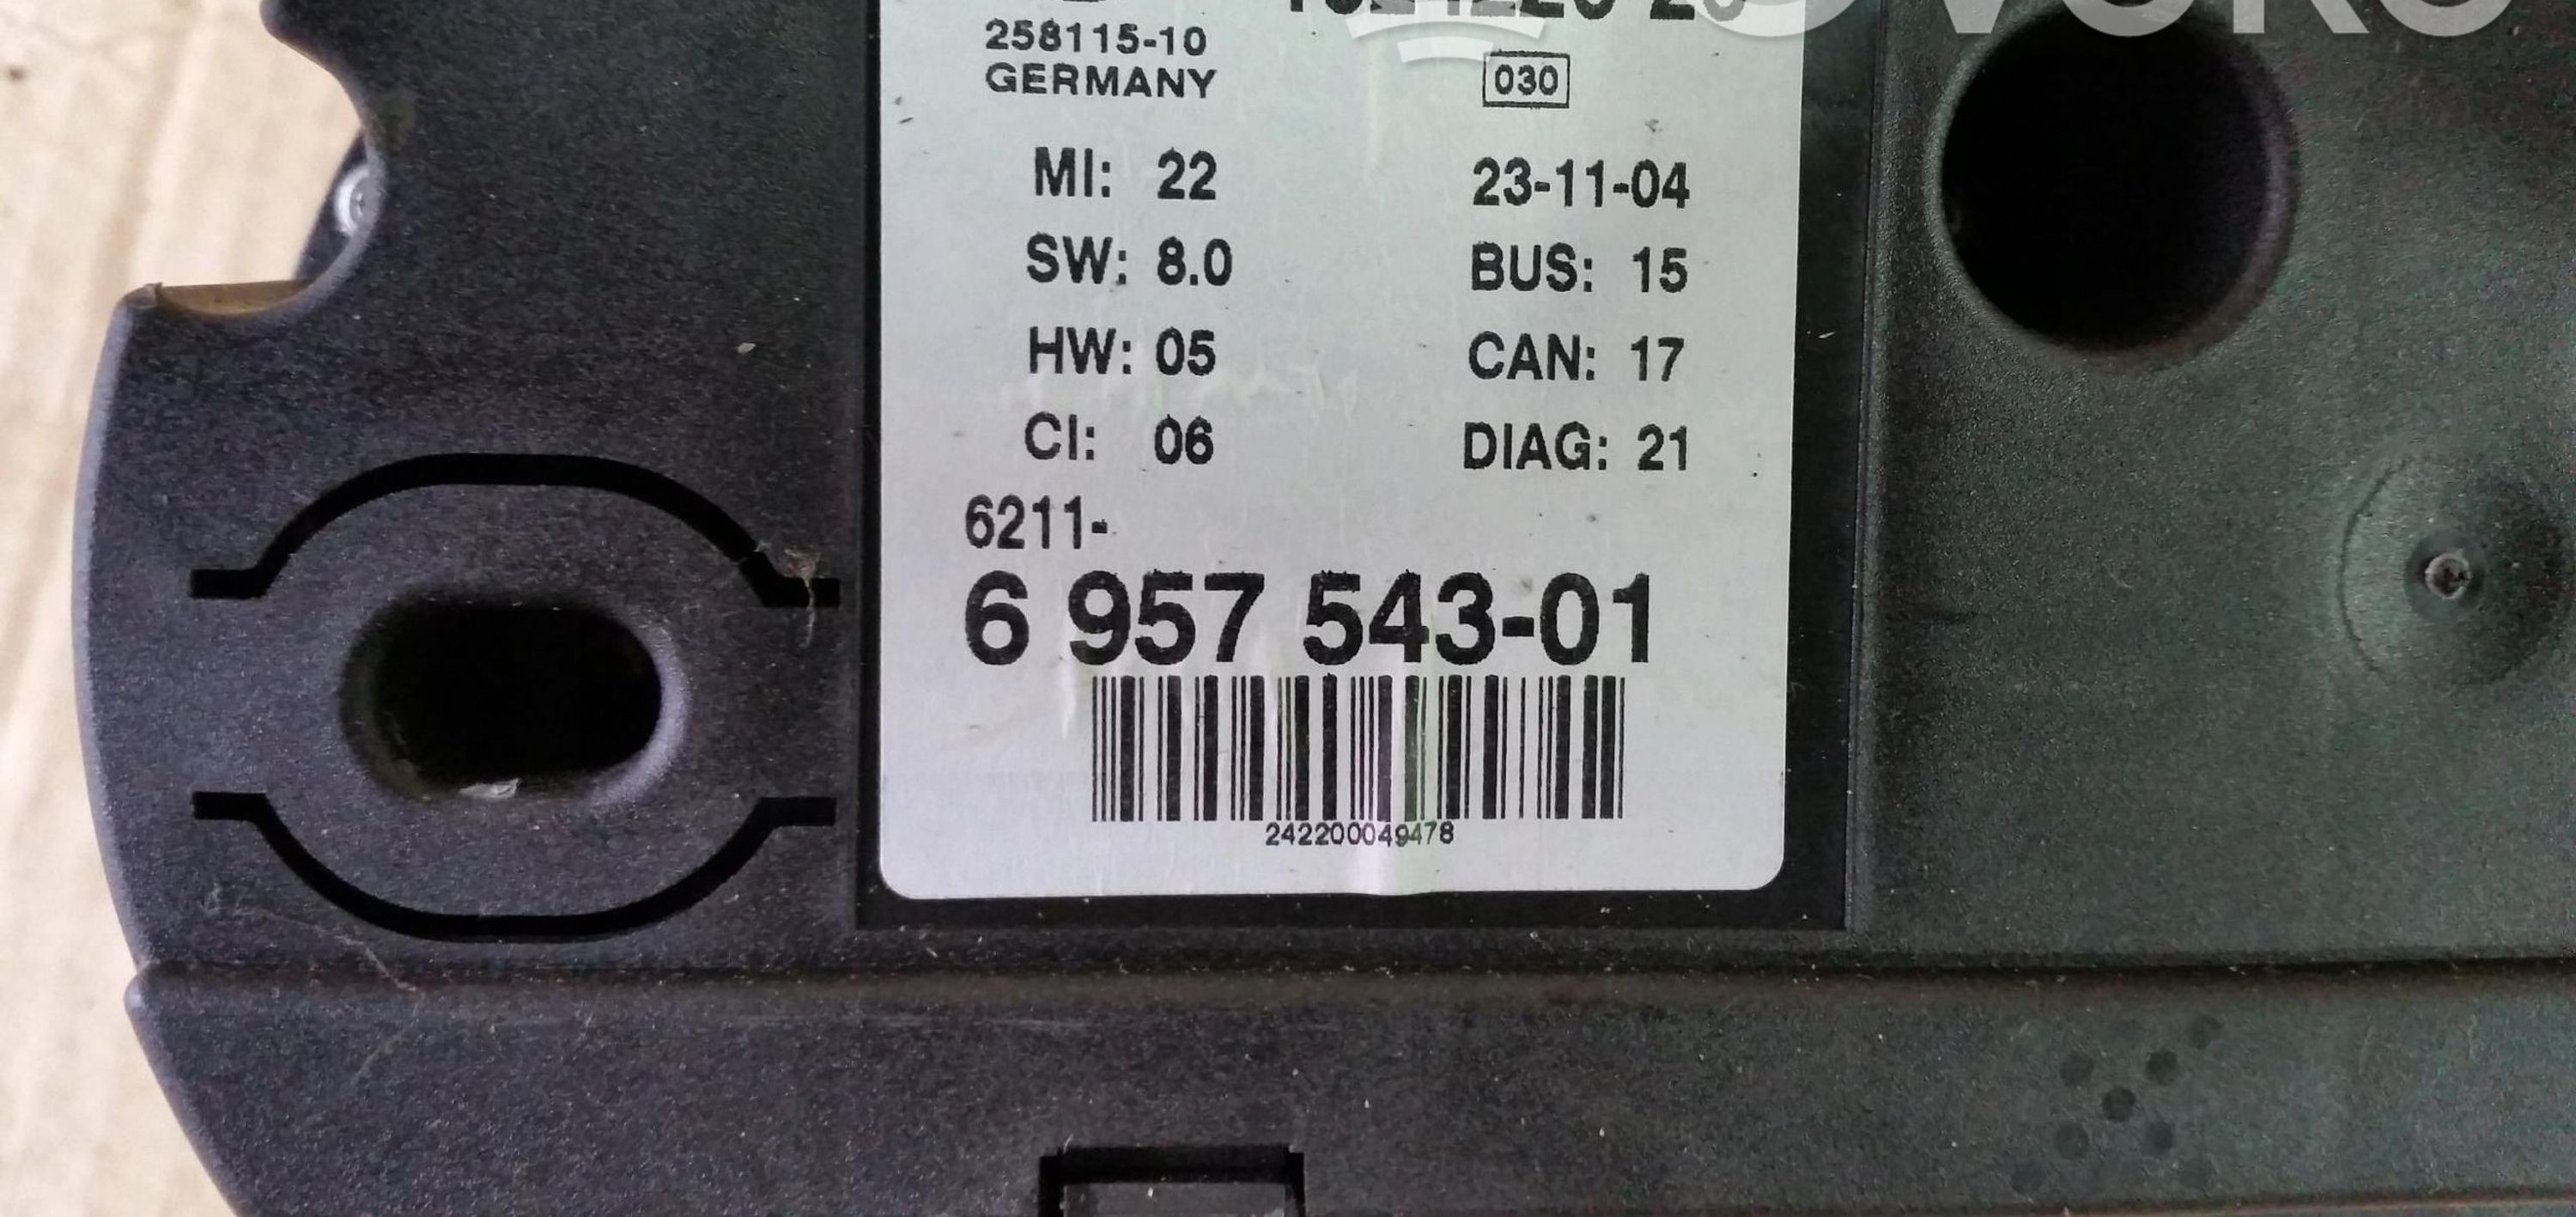 258115-10
GERMANY
030
MI: 22
23-11-04
SW: 8.0
BUS: 15
HW: 05
CAN: 17
CI: 06
DIAG: 21
6211-
6 957 543-01
242200049478